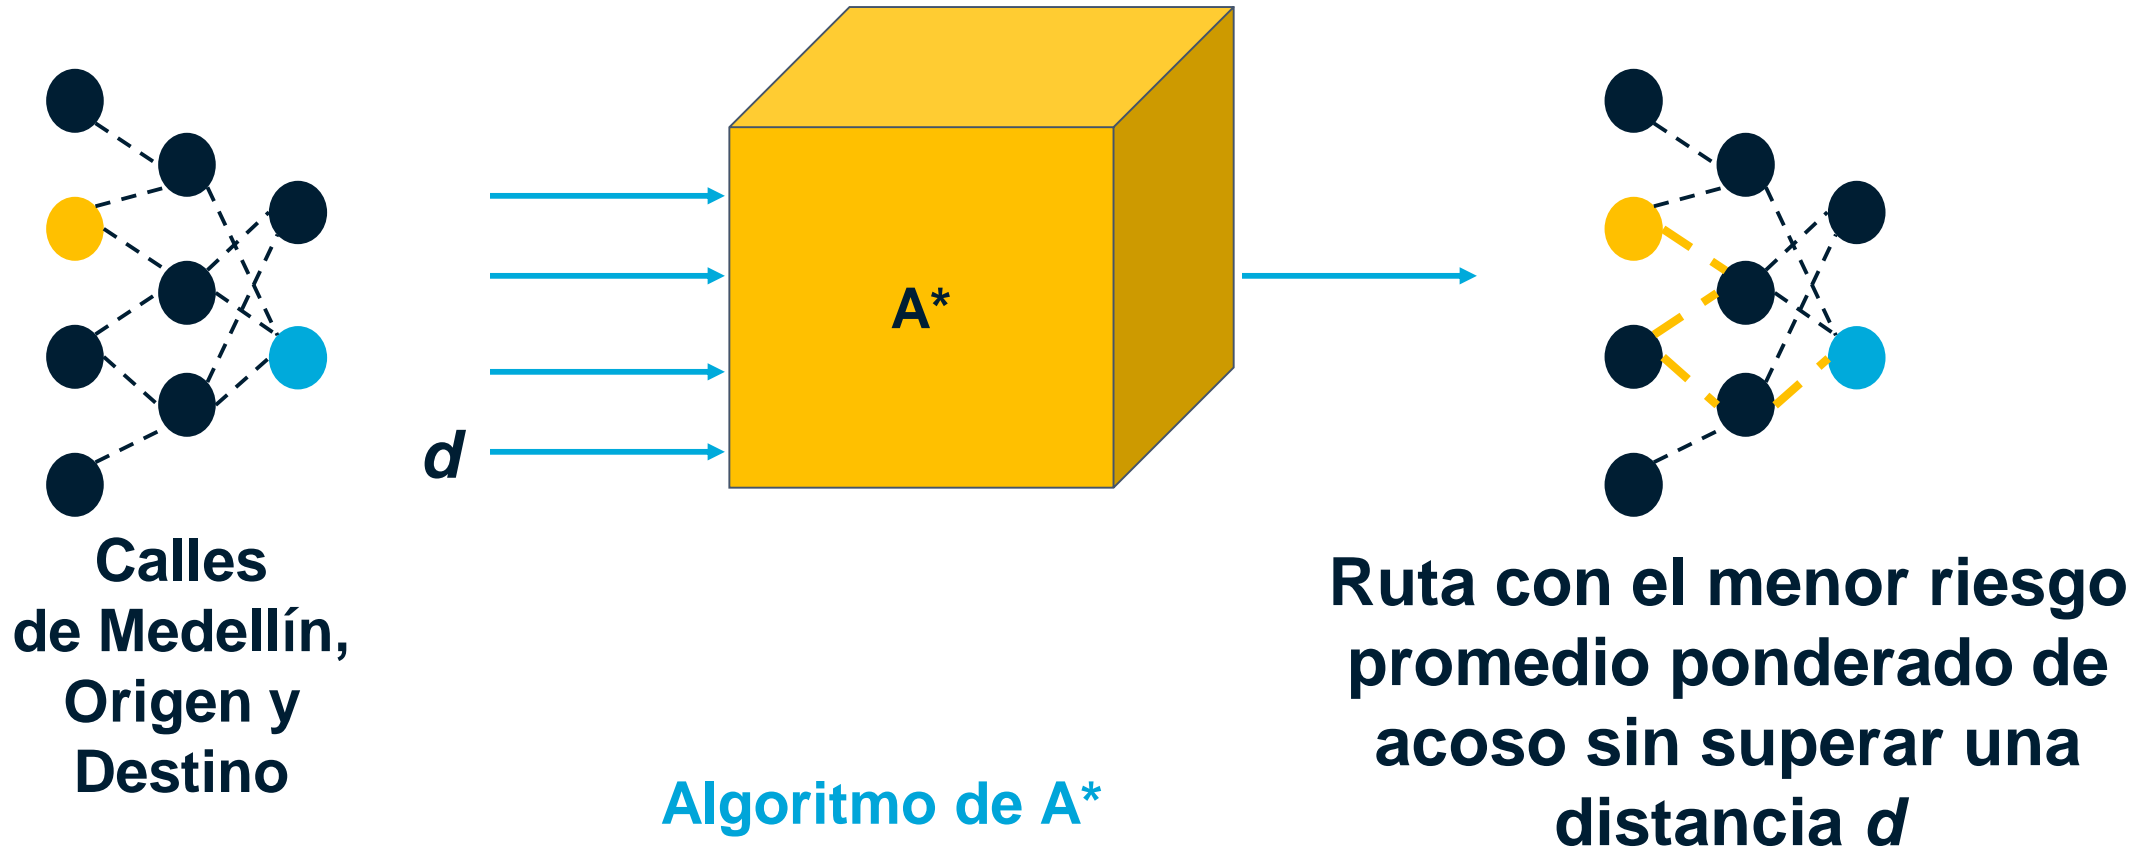 d
Calles
de Medellín,
Origen y
Destino
A*
Algoritmo de A*
Ruta con el menor riesgo
promedio ponderado de
acoso sin superar una
distancia d